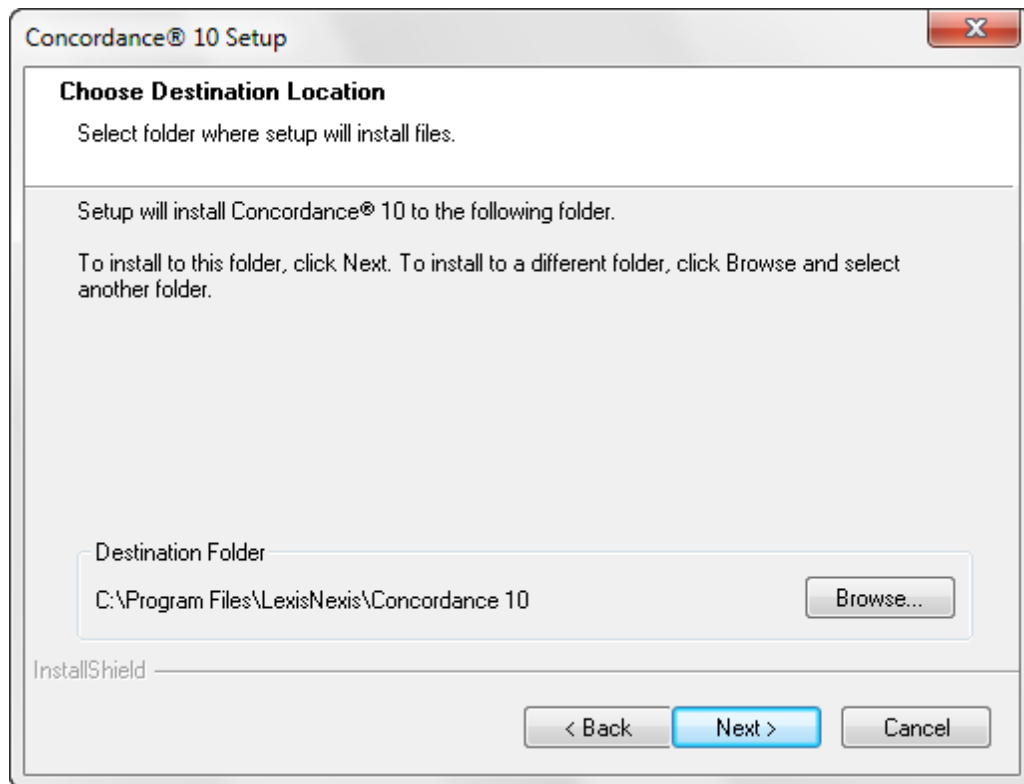 Concordance® 10 Setup
Choose Destination Location
Select folder where setup will install files.
Setup will install Concordance® 10 to the following folder.
To install to this folder, click Next. To install to a different folder, click Browse and select
another folder.
Destination Folder
C:\Program Files\LexisNexis\Concordance 10
Browse...
InstallShield
< Back
Next >
Cancel